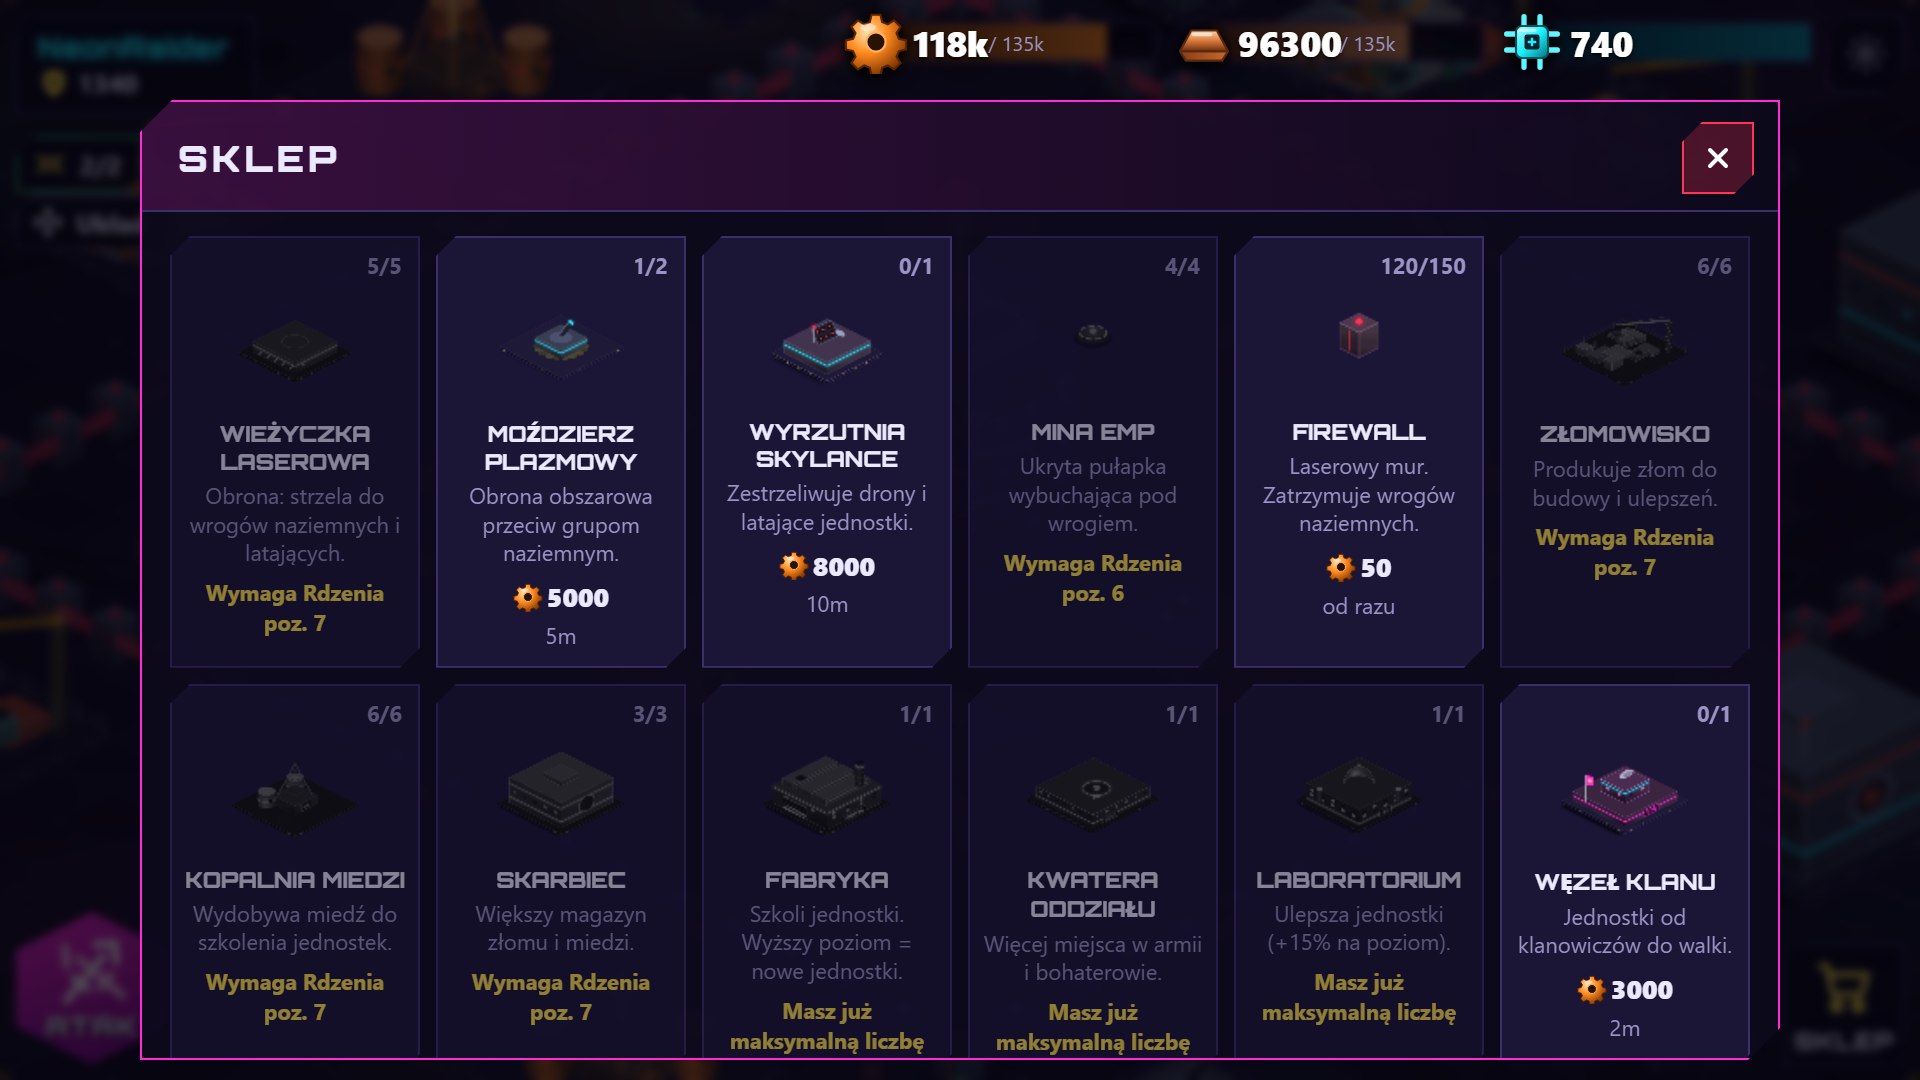 NeonRaider
1340
118k / 135k
96300 / 135k
740
2/2
SKLEP
5/5
WIEŻYCZKA
LASEROWA
Obrona: strzela do
wrogów naziemnych i
latających.
Wymaga Rdzenia
poz. 7
1/2
MOŹDZIERZ
PLAZMOWY
Obrona obszarowa
przeciw grupom
naziemnym.
5000
5m
0/1
WYRZUTNIA
SKYLANCE
Zestrzeliwuje drony i
latające jednostki.
8000
10m
4/4
MINA EMP
Ukryta pułapka
wybuchająca pod
wrogiem.
Wymaga Rdzenia
poz. 6
120/150
FIREWALL
Laserowy mur.
Zatrzymuje wrogów
naziemnych.
50
od razu
6/6
ZŁOMOWISKO
Produkuje złom do
budowy i ulepszeń.
Wymaga Rdzenia
poz. 7
6/6
KOPALNIA MIEDZI
Wydobywa miedź do
szkolenia jednostek.
Wymaga Rdzenia
poz. 7
3/3
SKARBIEC
Większy magazyn
złomu i miedzi.
Wymaga Rdzenia
poz. 7
1/1
FABRYKA
Szkoli jednostki.
Wyższy poziom =
nowe jednostki.
Masz już
maksymalną liczbę
1/1
KWATERA
ODDZIAŁU
Więcej miejsca w armii
i bohaterowie.
Masz już
maksymalną liczbę
1/1
LABORATORIUM
Ulepsza jednostki
(+15% na poziom).
Masz już
maksymalną liczbę
0/1
WĘZEŁ KLANU
Jednostki od
klanowiczów do walki.
3000
2m
ATAK
SKLEP